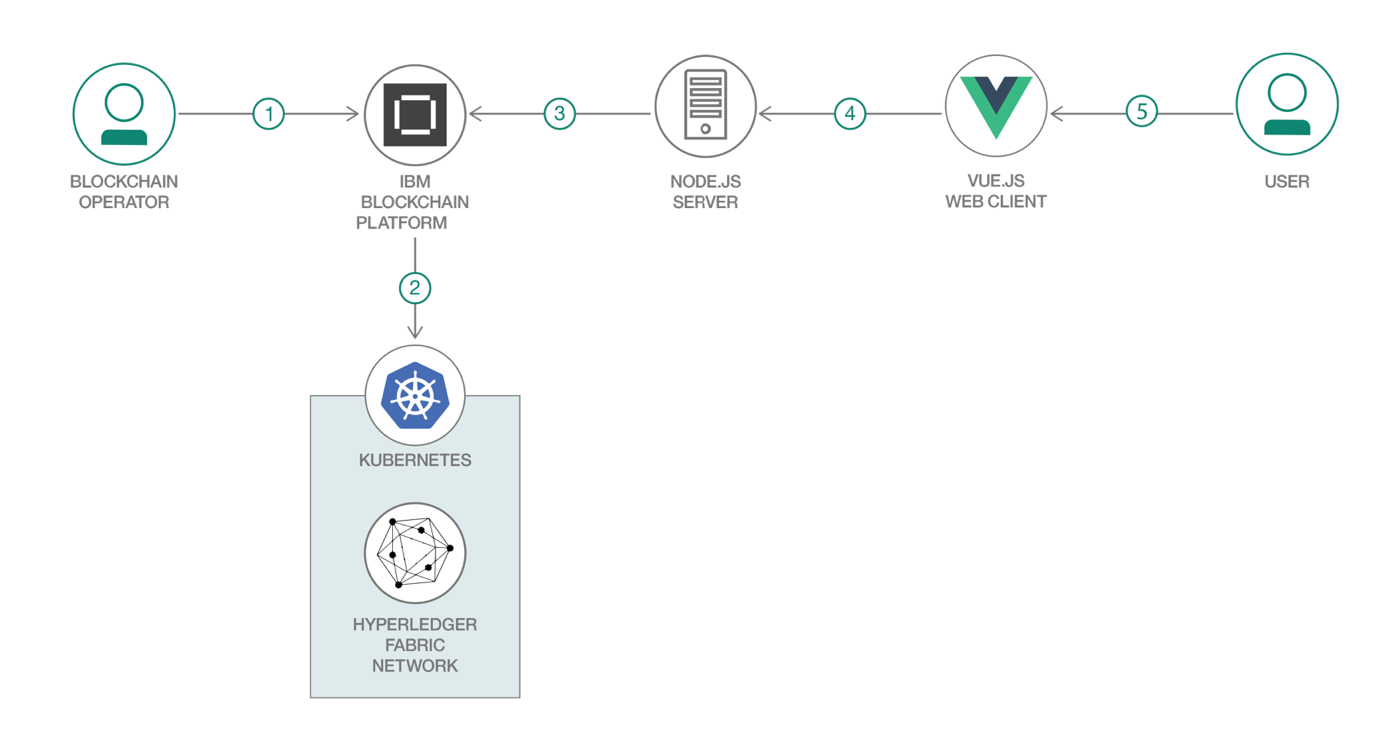 1
3
4
5
BLOCKCHAIN
OPERATOR
IBM
BLOCKCHAIN
PLATFORM
NODE.JS
SERVER
VUE.JS
WEB CLIENT
USER
2
KUBERNETES
HYPERLEDGER
FABRIC
NETWORK